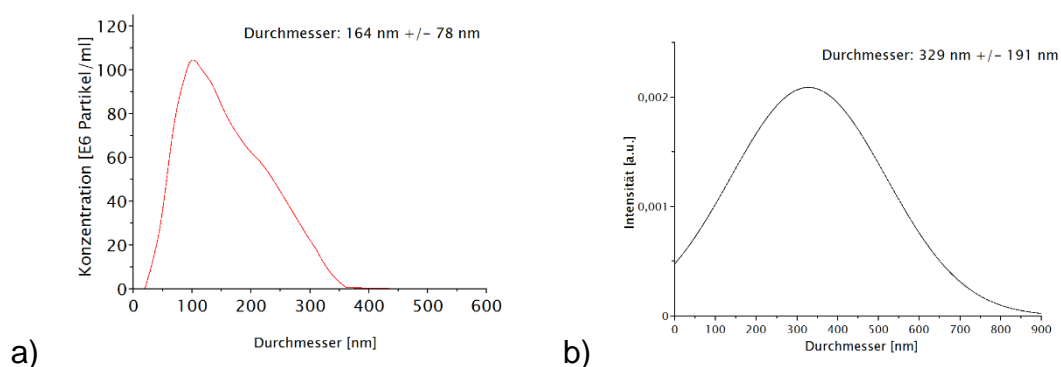 Durchmesser: 164 nm +/- 78 nm
Konzentration [E6 Partikel/ml]
120
100
80
60
40
20
0
0 100 200 300 400 500 600
Durchmesser [nm]
a)
Durchmesser: 329 nm +/- 191 nm
Intensität [a.u.]
0,002
0,001
0
0 100 200 300 400 500 600 700 800 900
Durchmesser [nm]
b)